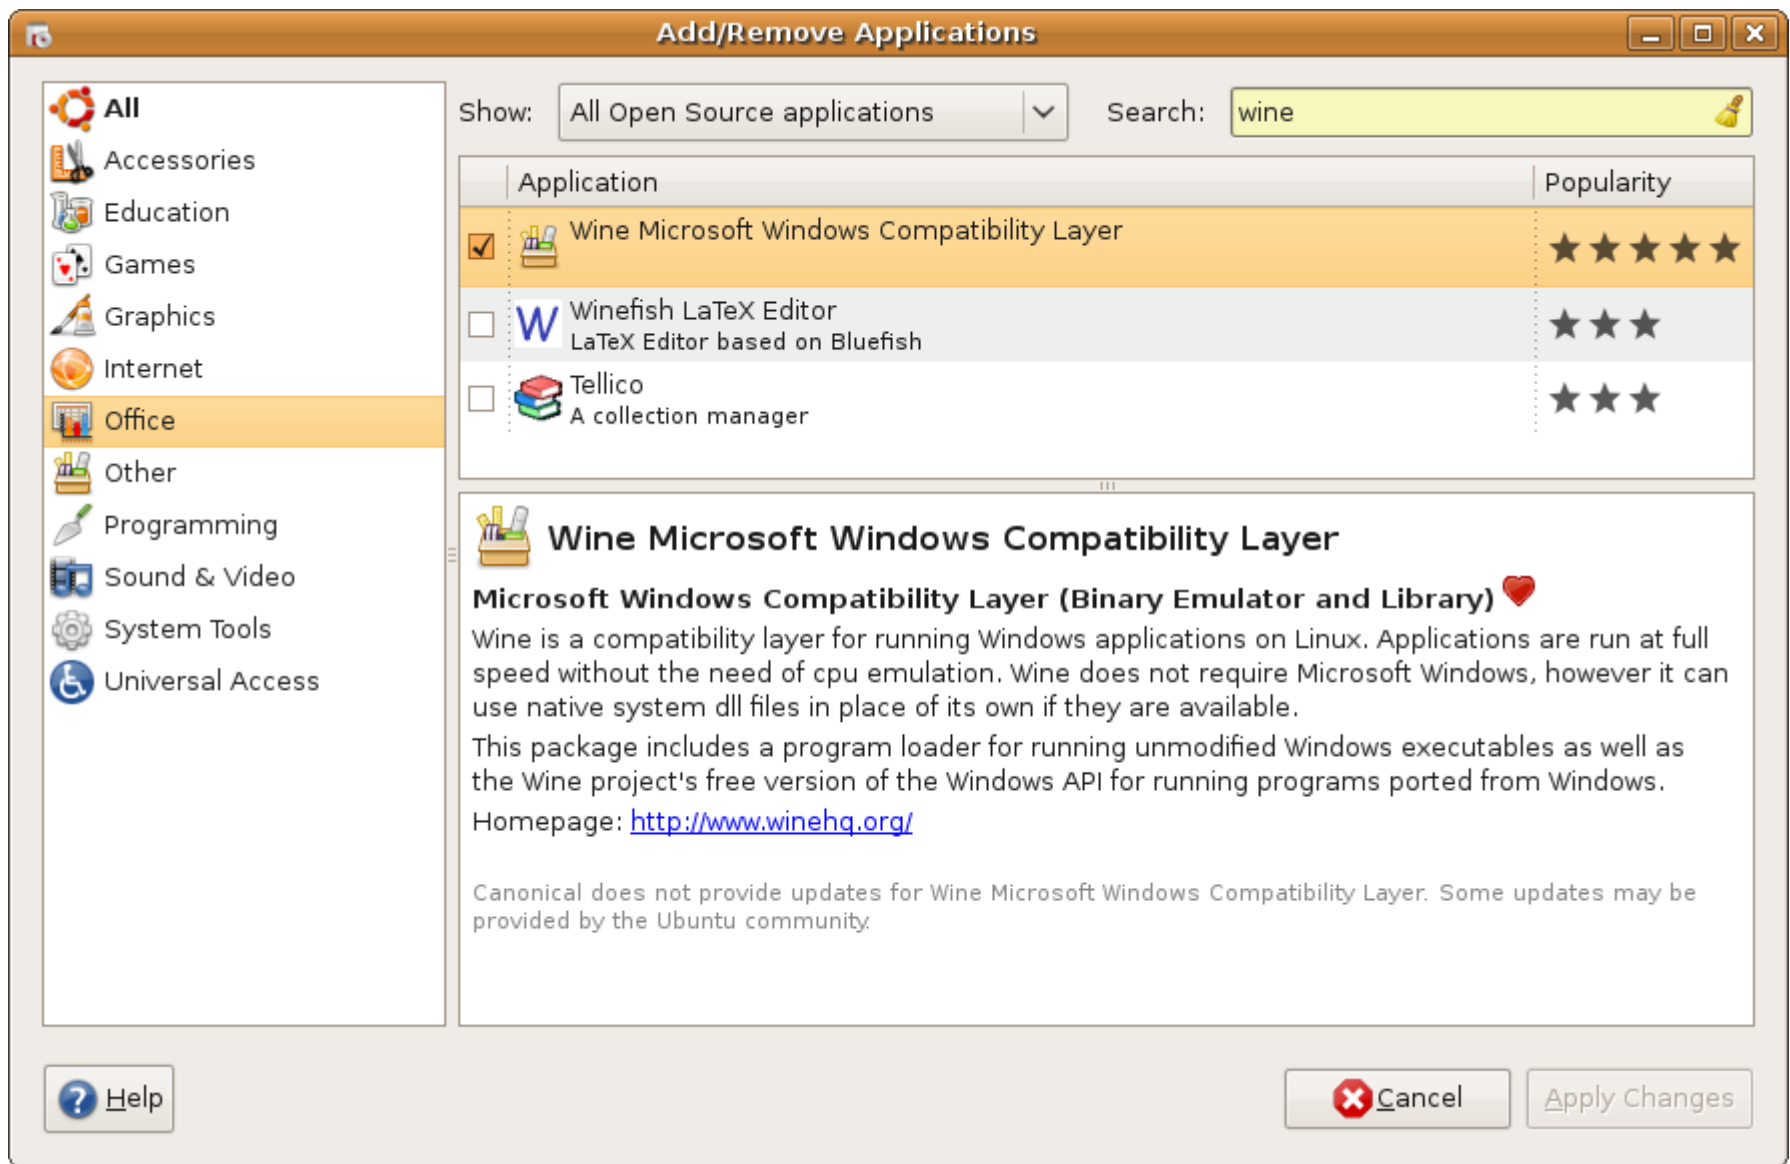 Add/Remove Applications
All
Accessories
Education
Games
Graphics
Internet
Office
Other
Programming
Sound & Video
System Tools
Universal Access
Show: All Open Source applications Search: wine
Application Popularity
Wine Microsoft Windows Compatibility Layer
Winefish LaTeX Editor
LaTeX Editor based on Bluefish
Tellico
A collection manager
Wine Microsoft Windows Compatibility Layer
Microsoft Windows Compatibility Layer (Binary Emulator and Library)
Wine is a compatibility layer for running Windows applications on Linux. Applications are run at full
speed without the need of cpu emulation. Wine does not require Microsoft Windows, however it can
use native system dll files in place of its own if they are available.
This package includes a program loader for running unmodified Windows executables as well as
the Wine project's free version of the Windows API for running programs ported from Windows.
Homepage: http://www.winehq.org/
Canonical does not provide updates for Wine Microsoft Windows Compatibility Layer. Some updates may be
provided by the Ubuntu community.
Help Cancel Apply Changes